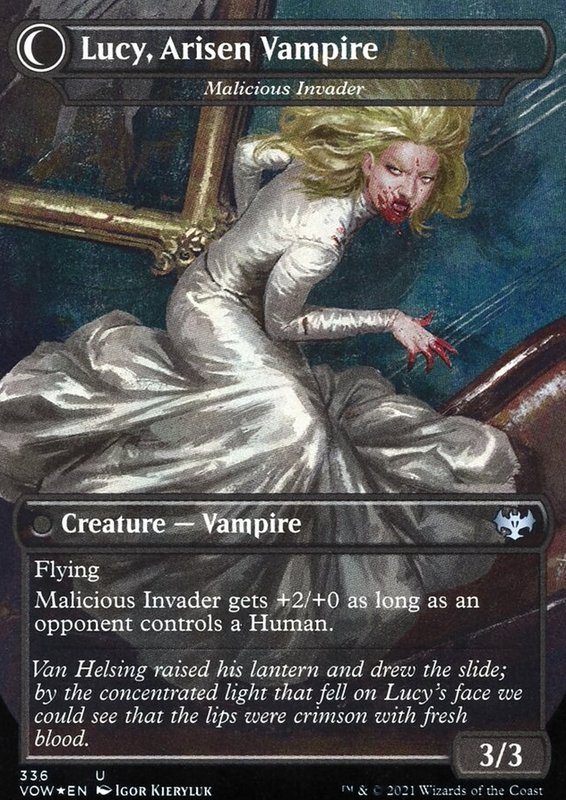 Lucy, Arisen Vampire
Malicious Invader
Creature — Vampire
Flying
Malicious Invader gets +2/+0 as long as an
opponent controls a Human.
Van Helsing raised his lantern and drew the slide;
by the concentrated light that fell on Lucy's face we
could see that the lips were crimson with fresh
blood.
3/3
336 U
VOW★EN Igor Kieryluk
™ & © 2021 Wizards of the Coast